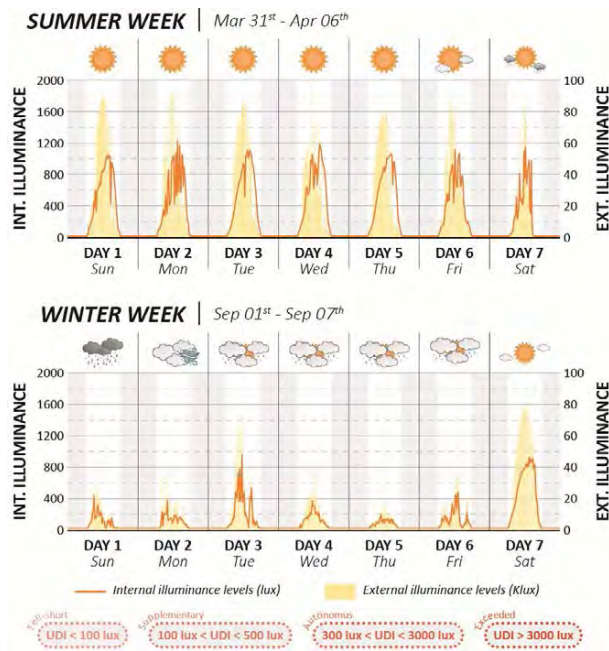 SUMMER WEEK | Mar 31st - Apr 06th
INT. ILLUMINANCE
2000
1600
1200
800
400
0
100
80
60
40
20
0
EXT. ILLUMINANCE
DAY 1 DAY 2 DAY 3 DAY 4 DAY 5 DAY 6 DAY 7
Sun Mon Tue Wed Thu Fri Sat
WINTER WEEK | Sep 01st - Sep 07th
INT. ILLUMINANCE
2000
1600
1200
800
400
0
100
80
60
40
20
0
EXT. ILLUMINANCE
DAY 1 DAY 2 DAY 3 DAY 4 DAY 5 DAY 6 DAY 7
Sun Mon Tue Wed Thu Fri Sat
Internal illuminance levels (lux) External illuminance levels (Klux)
Fell-short Supplementary Autonomus Exceeded
UDI < 100 lux 100 lux < UDI < 500 lux 300 lux < UDI < 3000 lux UDI > 3000 lux